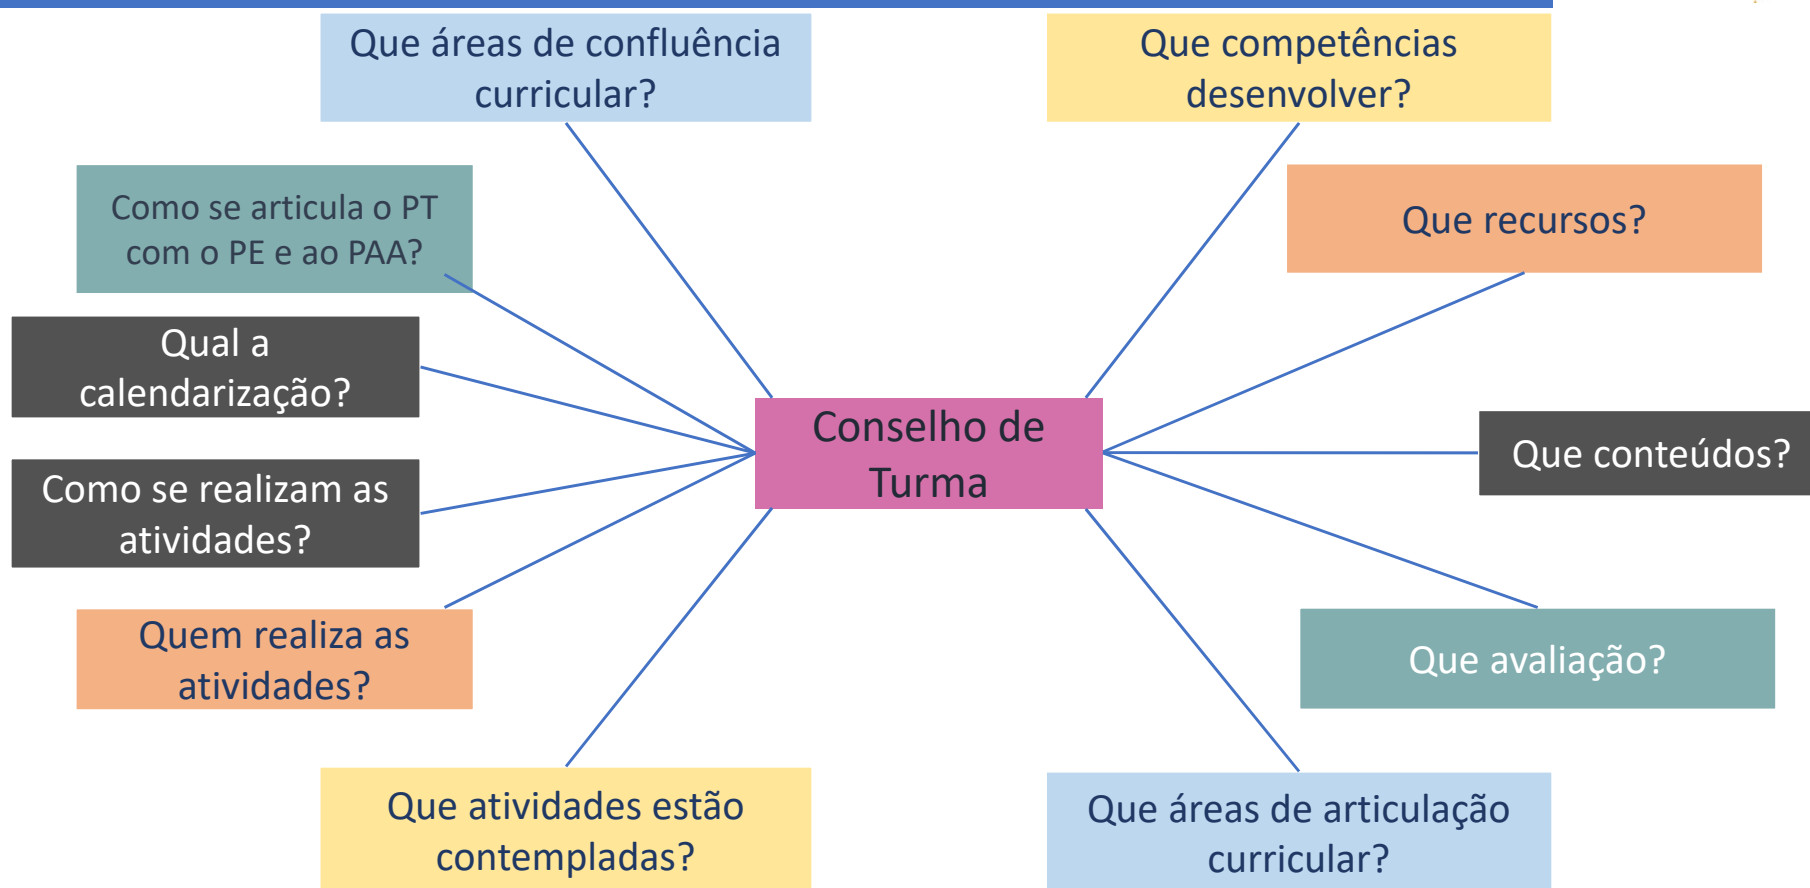 Que áreas de confluência
curricular?
Que competências
desenvolver?
Como se articula o PT
com o PE e ao PAA?
Que recursos?
Qual a
calendarização?
Conselho de
Turma
Que conteúdos?
Como se realizam as
atividades?
Quem realiza as
atividades?
Que avaliação?
Que atividades estão
contempladas?
Que áreas de articulação
curricular?